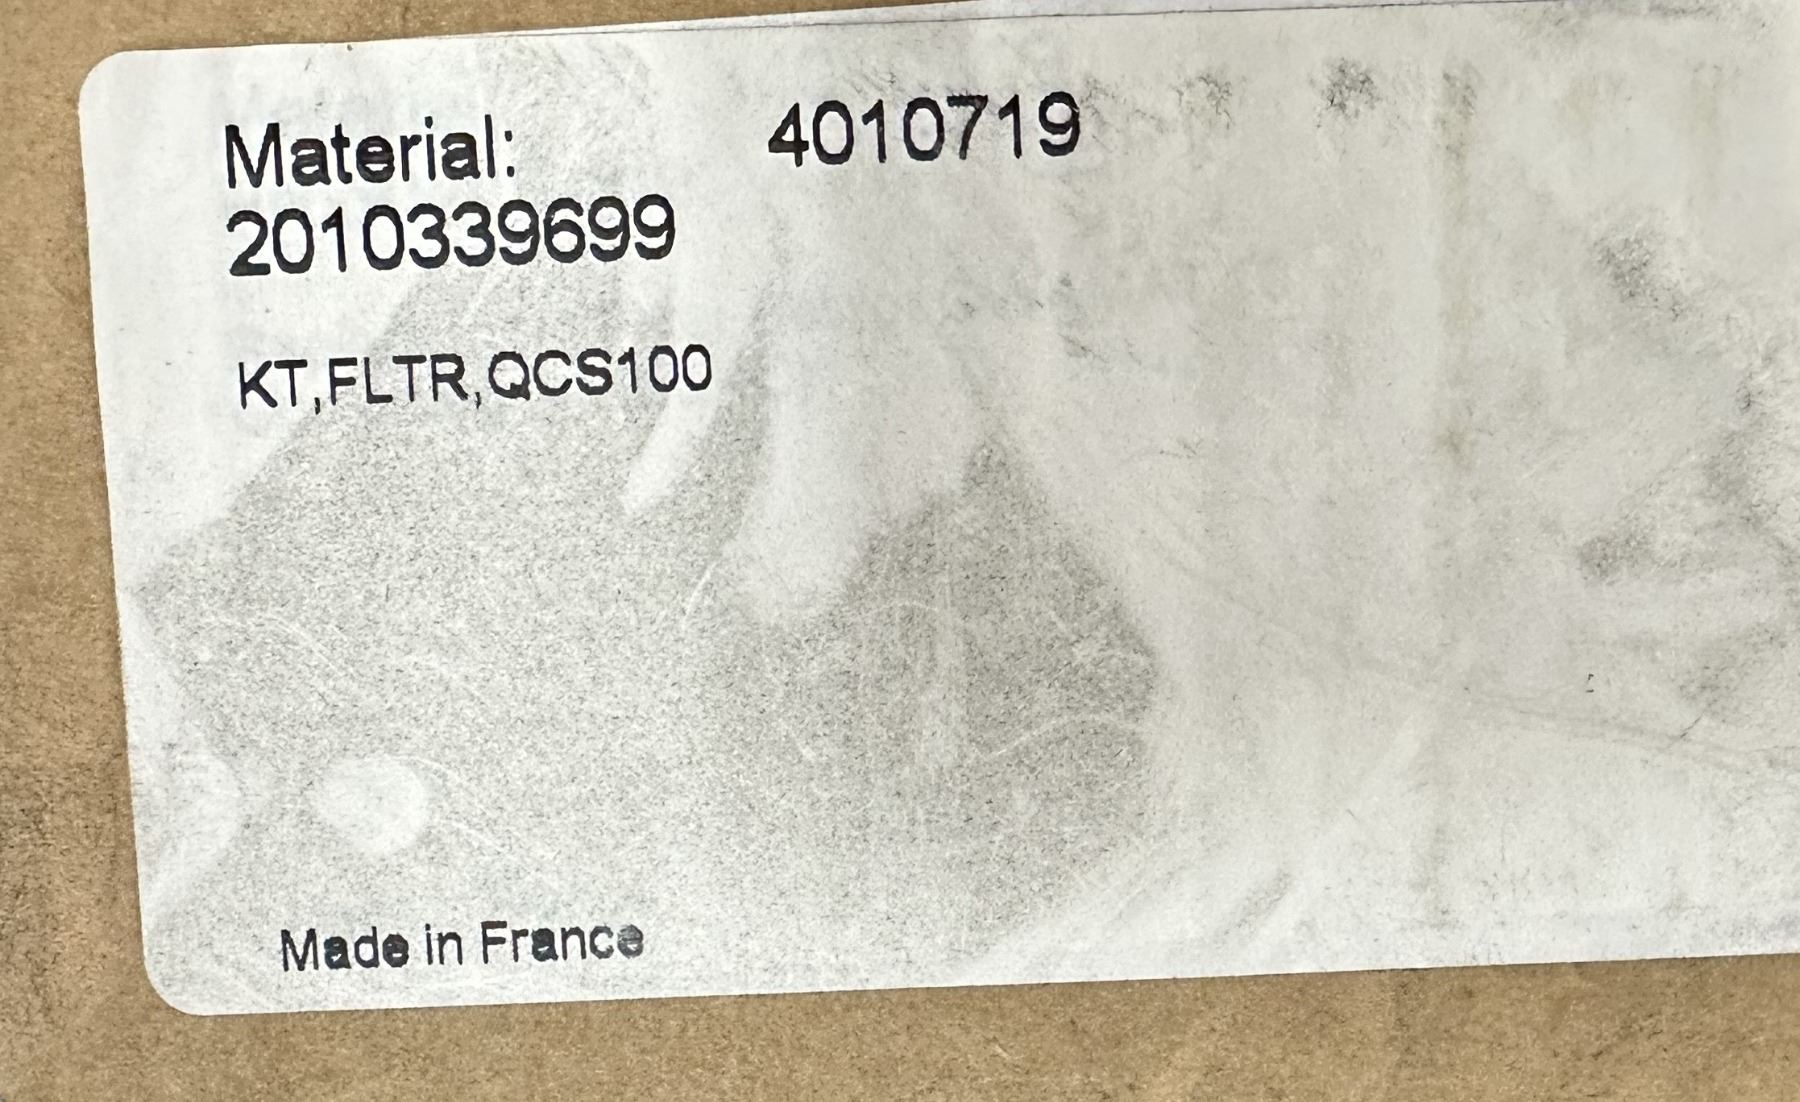 Material: 4010719
2010339699
KT,FLTR,QCS100
Made in France